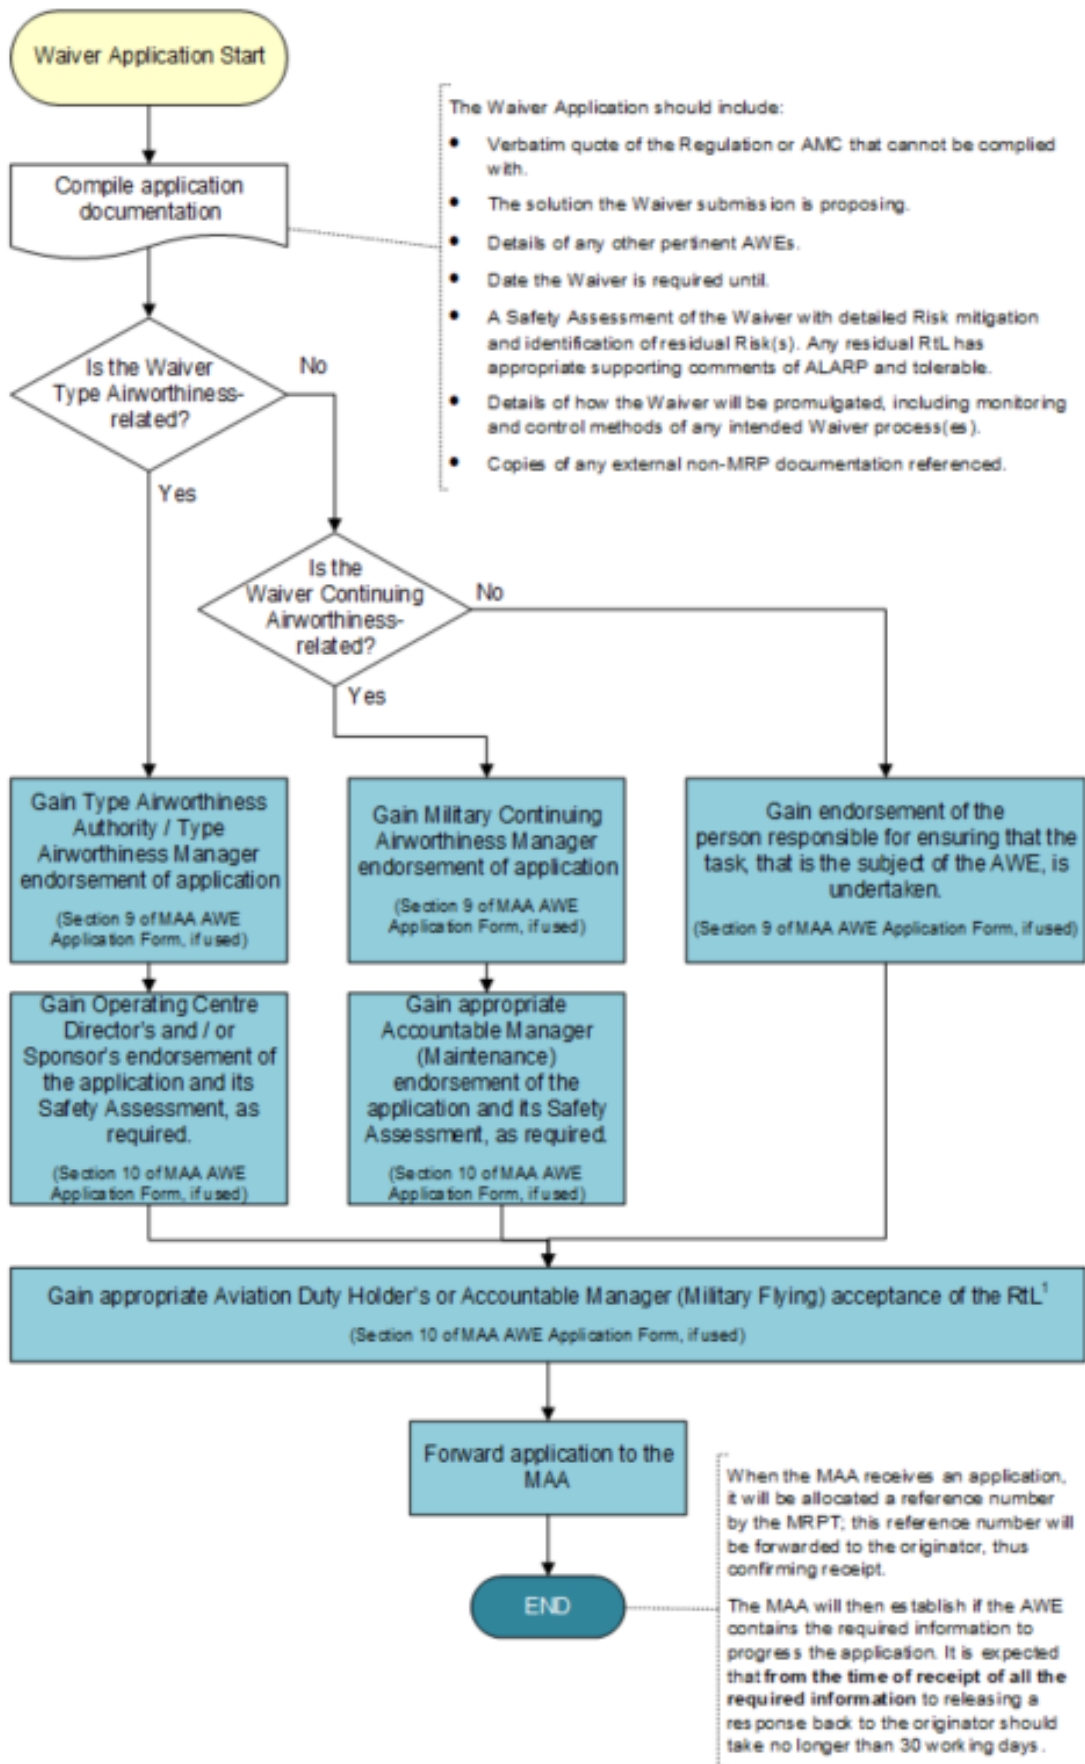 Waiver Application Start
The Waiver Application should include:
• Verbatim quote of the Regulation or AMC that cannot be complied
with.
• The solution the Waiver submission is proposing.
• Details of any other pertinent AWEs.
• Date the Waiver is required until.
• A Safety Assessment of the Waiver with detailed Risk mitigation
and identification of residual Risk(s). Any residual RtL has
appropriate supporting comments of ALARP and tolerable.
• Details of how the Waiver will be promulgated, including monitoring
and control methods of any intended Waiver process(es).
• Copies of any external non-MRP documentation referenced.
Compile application
documentation
Is the Waiver
Type Airworthiness-
related?
No
Yes
Is the
Waiver Continuing
Airworthiness-
related?
No
Yes
Gain Type Airworthiness
Authority / Type
Airworthiness Manager
endorsement of application
(Section 9 of MAA AWE
Application Form, if used)
Gain Military Continuing
Airworthiness Manager
endorsement of application
(Section 9 of MAA AWE
Application Form, if used)
Gain endorsement of the
person responsible for ensuring that the
task, that is the subject of the AWE, is
undertaken.
(Section 9 of MAA AWE Application Form, if used)
Gain Operating Centre
Director's and / or
Sponsor's endorsement of
the application and its
Safety Assessment, as
required.
(Section 10 of MAA AWE
Application Form, if used)
Gain appropriate
Accountable Manager
(Maintenance)
endorsement of the
application and its Safety
Assessment, as required.
(Section 10 of MAA AWE
Application Form, if used)
Gain appropriate Aviation Duty Holder's or Accountable Manager (Military Flying) acceptance of the RtL¹
(Section 10 of MAA AWE Application Form, if used)
Forward application to the
MAA
END
When the MAA receives an application,
it will be allocated a reference number
by the MRPT; this reference number will
be forwarded to the originator, thus
confirming receipt.
The MAA will then establish if the AWE
contains the required information to
progress the application. It is expected
that from the time of receipt of all the
required information to releasing a
response back to the originator should
take no longer than 30 working days.